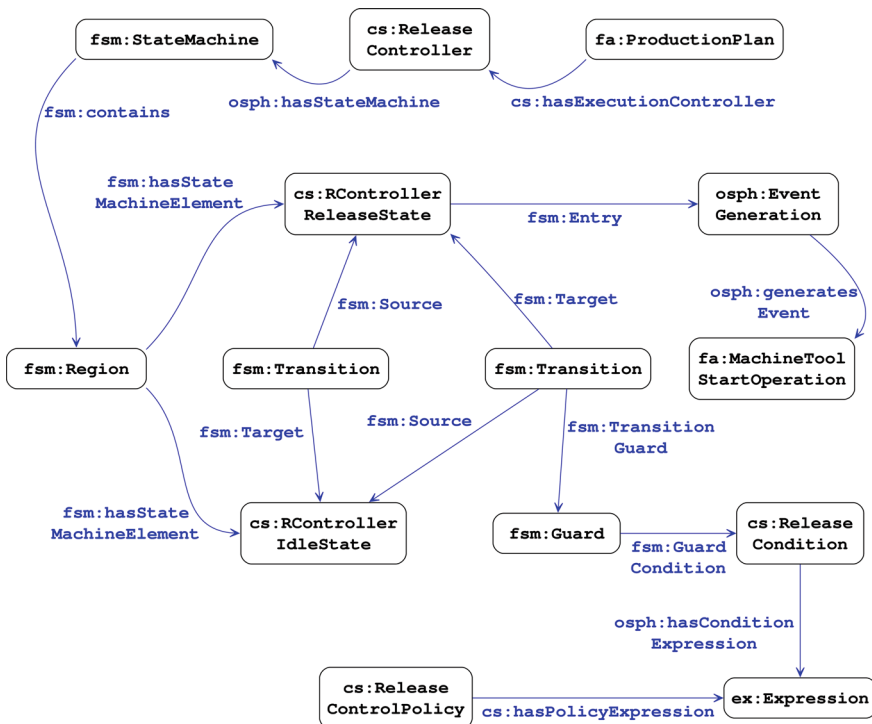 cs:Release
Controller
fsm:StateMachine
fa:ProductionPlan
osph:hasStateMachine
cs:hasExecutionController
fsm:contains
fsm:hasState
MachineElement
cs:RController
ReleaseState
fsm:Entry
osph:Event
Generation
fsm:Source
fsm:Target
osph:generates
Event
fsm:Region
fsm:Transition
fsm:Transition
fa:MachineTool
StartOperation
fsm:Target
fsm:Source
fsm:Transition
Guard
fsm:hasState
MachineElement
cs:RController
IdleState
fsm:Guard
fsm:Guard
Condition
cs:Release
Condition
osph:hasCondition
Expression
cs:Release
ControlPolicy
cs:hasPolicyExpression
ex:Expression